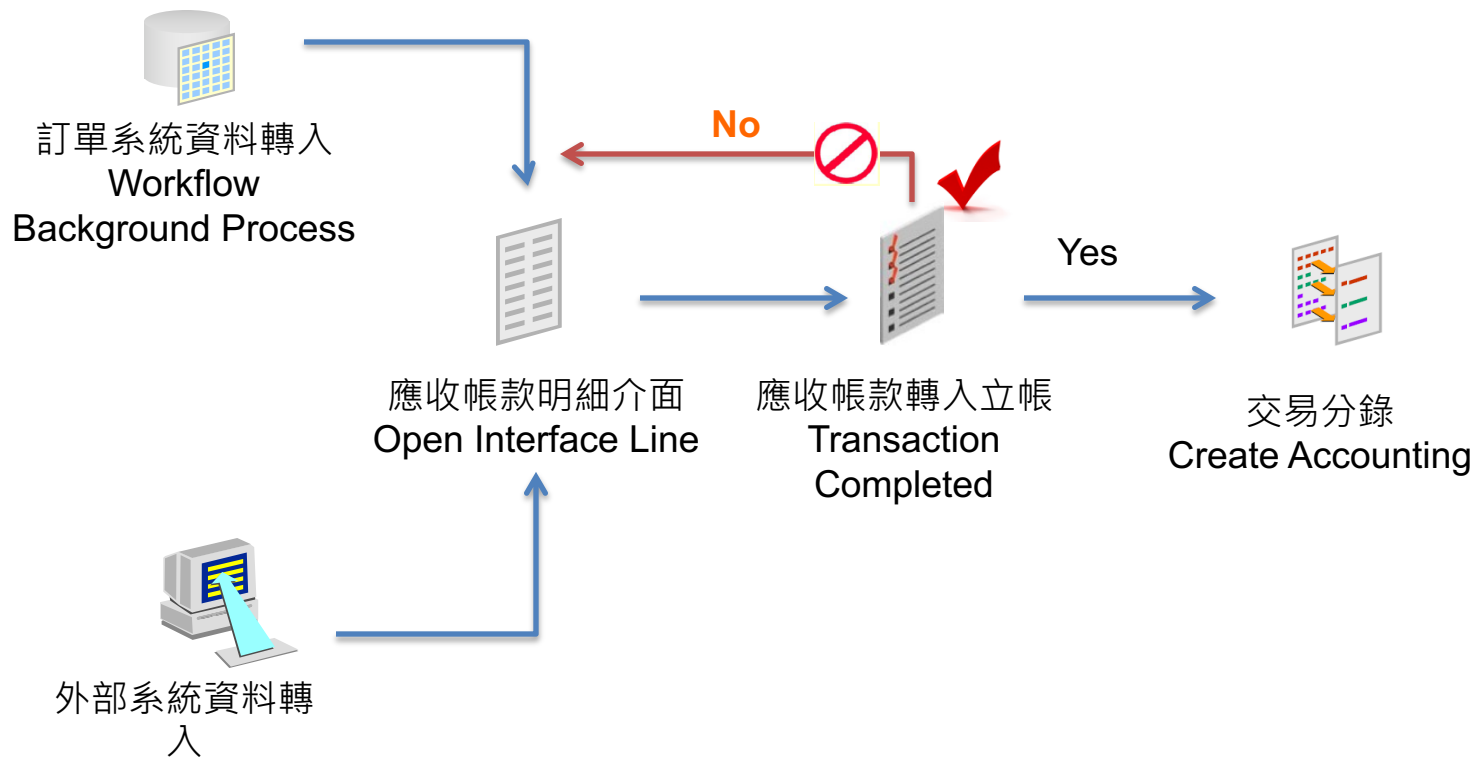 訂單系統資料轉入
Workflow
Background Process
No
Yes
應收帳款明細介面
Open Interface Line
應收帳款轉入立帳
Transaction
Completed
交易分錄
Create Accounting
外部系統資料轉
入